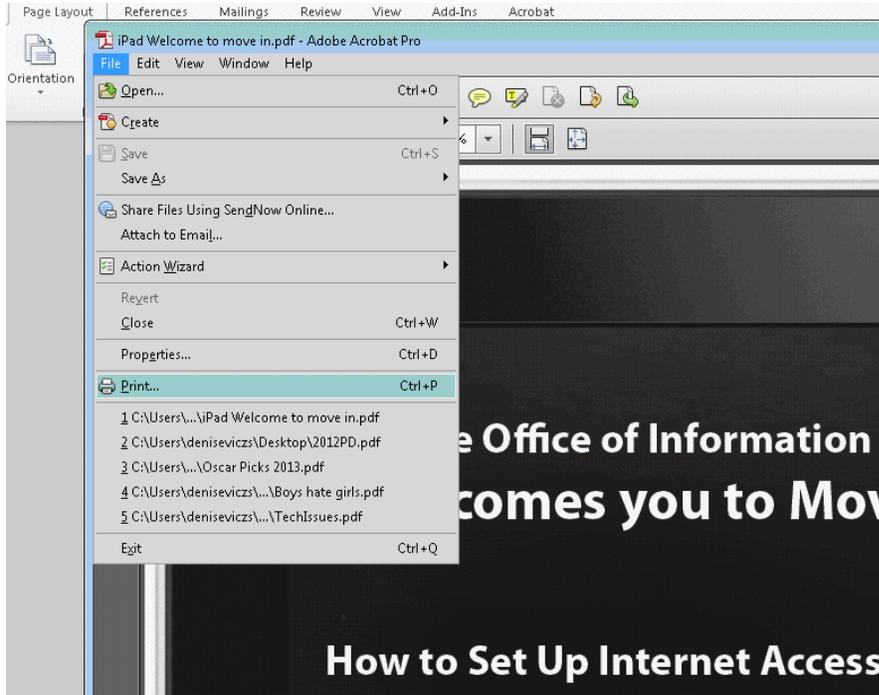 Page Layout References Mailings Review View Add-Ins Acrobat
Orientation
iPad Welcome to move in.pdf - Adobe Acrobat Pro
File Edit View Window Help
Open... Ctrl+O
Create
Save Ctrl+S
Save As
Share Files Using SendNow Online...
Attach to Email...
Action Wizard
Revert
Close Ctrl+W
Properties... Ctrl+D
Print... Ctrl+P
1 C:\Users\...\iPad Welcome to move in.pdf
2 C:\Users\deniseviczs\Desktop\2012PD.pdf
3 C:\Users\...\Oscar Picks 2013.pdf
4 C:\Users\deniseviczs\...\Boys hate girls.pdf
5 C:\Users\deniseviczs\...\TechIssues.pdf
Exit Ctrl+Q
%
e Office of Information
comes you to Mov
How to Set Up Internet Access